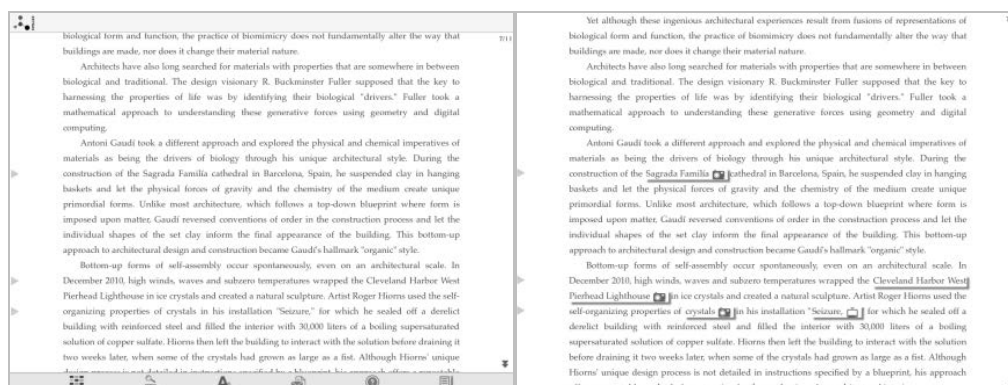 biological form and function, the practice of biomimicry does not fundamentally alter the way that
buildings are made, nor does it change their material nature.
Architects have also long searched for materials with properties that are somewhere in between
biological and traditional. The design visionary R. Buckminster Fuller supposed that the key to
harnessing the properties of life was by identifying their biological "drivers." Fuller took a
mathematical approach to understanding these generative forces using geometry and digital
computing.
Antoni Gaudí took a different approach and explored the physical and chemical imperatives of
materials as being the drivers of biology through his unique architectural style. During the
construction of the Sagrada Família cathedral in Barcelona, Spain, he suspended clay in hanging
baskets and let the physical forces of gravity and the chemistry of the medium create unique
primordial forms. Unlike most architecture, which follows a top-down blueprint where form is
imposed upon matter, Gaudí reversed conventions of order in the construction process and let the
individual shapes of the set clay inform the final appearance of the building. This bottom-up
approach to architectural design and construction became Gaudí's hallmark "organic" style.
Bottom-up forms of self-assembly occur spontaneously, even on an architectural scale. In
December 2010, high winds, waves and subzero temperatures wrapped the Cleveland Harbor West
Pierhead Lighthouse in ice crystals and created a natural sculpture. Artist Roger Hiorns used the self-
organizing properties of crystals in his installation "Seizure," for which he sealed off a derelict
building with reinforced steel and filled the interior with 30,000 liters of a boiling supersaturated
solution of copper sulfate. Hiorns then left the building to interact with the solution before draining it
two weeks later, when some of the crystals had grown as large as a fist. Although Hiorns' unique
design process is not detailed in instructions specified by a blueprint, his approach offers a repeatable
Yet although these ingenious architectural experiences result from fusions of representations of
biological form and function, the practice of biomimicry does not fundamentally alter the way that
buildings are made, nor does it change their material nature.
Architects have also long searched for materials with properties that are somewhere in between
biological and traditional. The design visionary R. Buckminster Fuller supposed that the key to
harnessing the properties of life was by identifying their biological "drivers." Fuller took a
mathematical approach to understanding these generative forces using geometry and digital
computing.
Antoni Gaudí took a different approach and explored the physical and chemical imperatives of
materials as being the drivers of biology through his unique architectural style. During the
construction of the Sagrada Família cathedral in Barcelona, Spain, he suspended clay in hanging
baskets and let the physical forces of gravity and the chemistry of the medium create unique
primordial forms. Unlike most architecture, which follows a top-down blueprint where form is
imposed upon matter, Gaudí reversed conventions of order in the construction process and let the
individual shapes of the set clay inform the final appearance of the building. This bottom-up
approach to architectural design and construction became Gaudí's hallmark "organic" style.
Bottom-up forms of self-assembly occur spontaneously, even on an architectural scale. In
December 2010, high winds, waves and subzero temperatures wrapped the Cleveland Harbor West
Pierhead Lighthouse in ice crystals and created a natural sculpture. Artist Roger Hiorns used the
self-organizing properties of crystals in his installation "Seizure, for which he sealed off a
derelict building with reinforced steel and filled the interior with 30,000 liters of a boiling
supersaturated solution of copper sulfate. Hiorns then left the building to interact with the solution
before draining it two weeks later, when some of the crystals had grown as large as a fist. Although
Hiorns' unique design process is not detailed in instructions specified by a blueprint, his approach